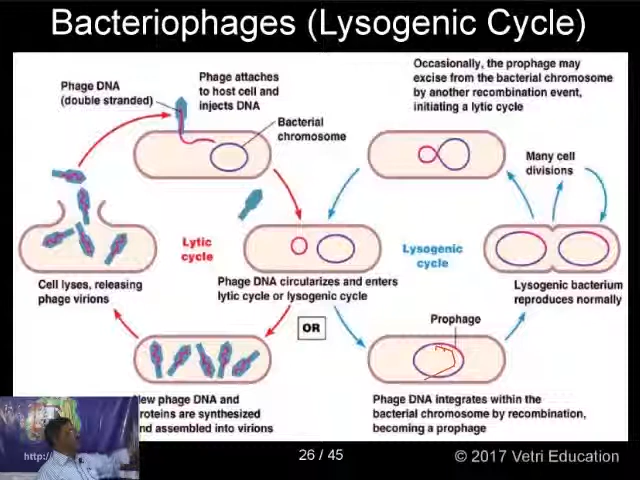 Bacteriophages (Lysogenic Cycle)
Phage DNA
(double stranded)
Phage attaches
to host cell and
injects DNA
Bacterial
chromosome
Occasionally, the prophage may
excise from the bacterial chromosome
by another recombination event,
initiating a lytic cycle
Many cell
divisions
Lytic
cycle
Lysogenic
cycle
Cell lyses, releasing
phage virions
Phage DNA circularizes and enters
lytic cycle or lysogenic cycle
Lysogenic bacterium
reproduces normally
OR
Prophage
New phage DNA and
proteins are synthesized
and assembled into virions
Phage DNA integrates within the
bacterial chromosome by recombination,
becoming a prophage
http:/
26 / 45
© 2017 Vetri Education